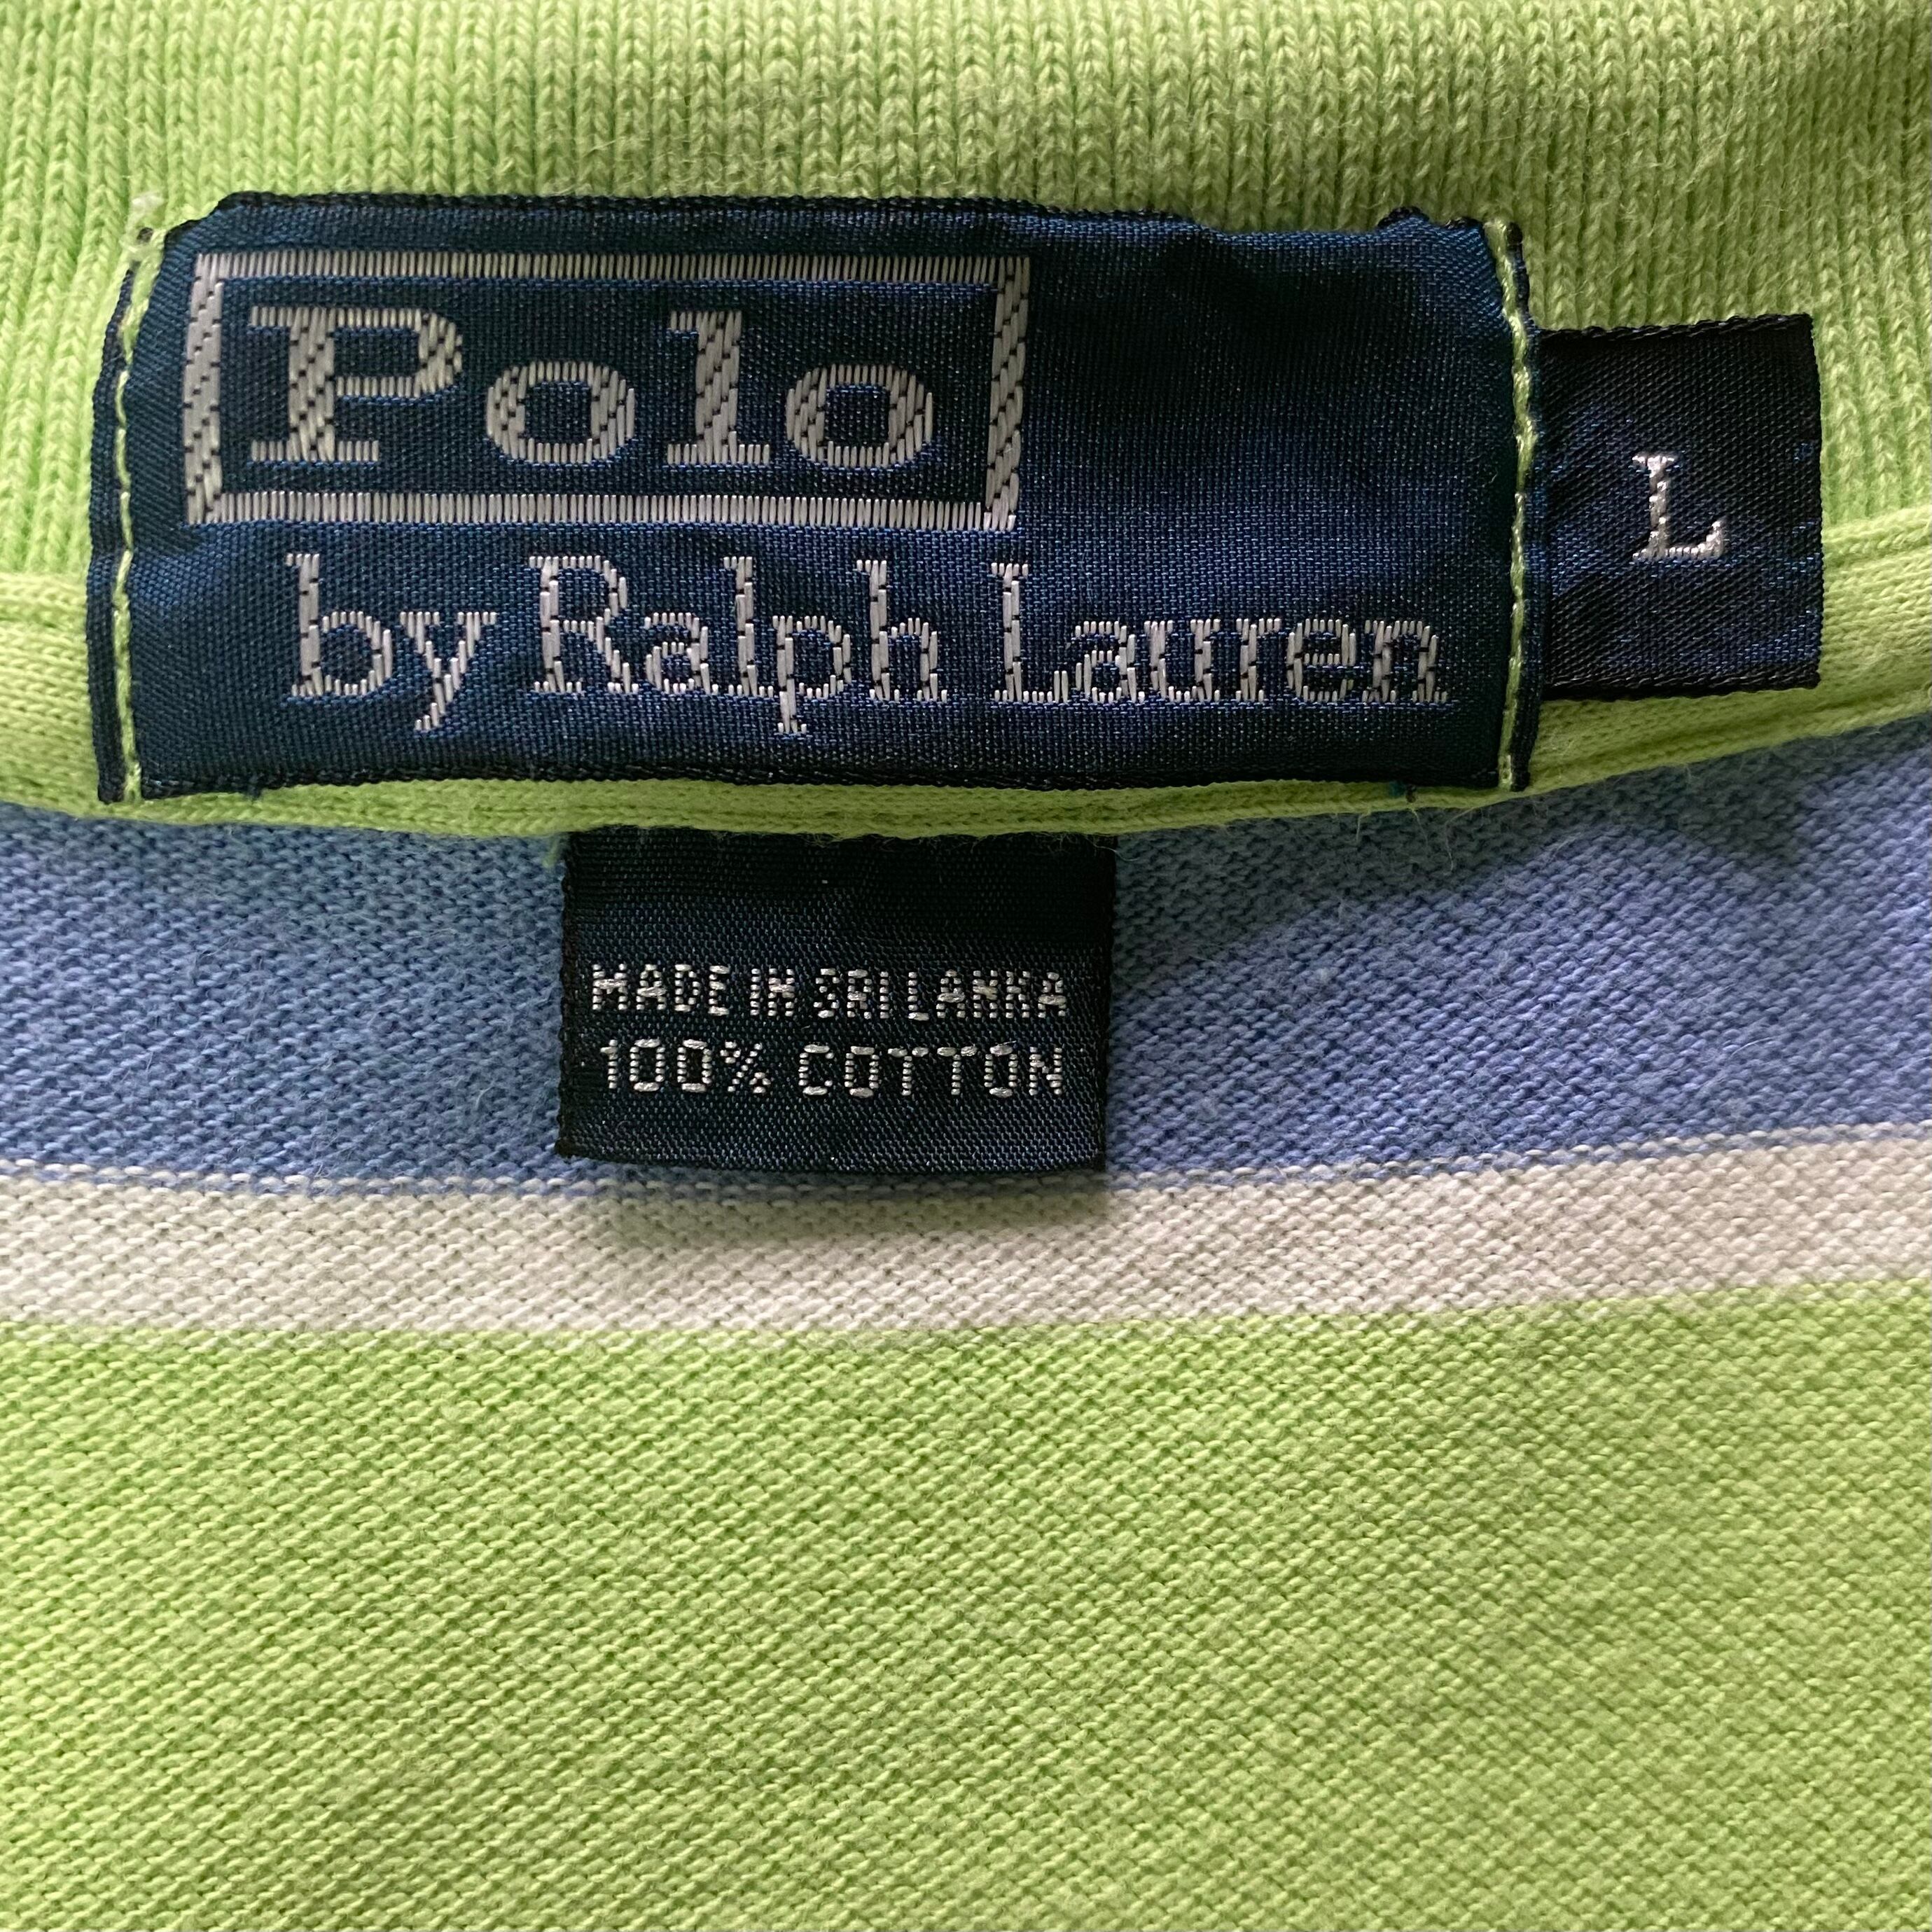 Polo
by Ralph Lauren
L
MADE IN SRI LANKA
100% COTTON